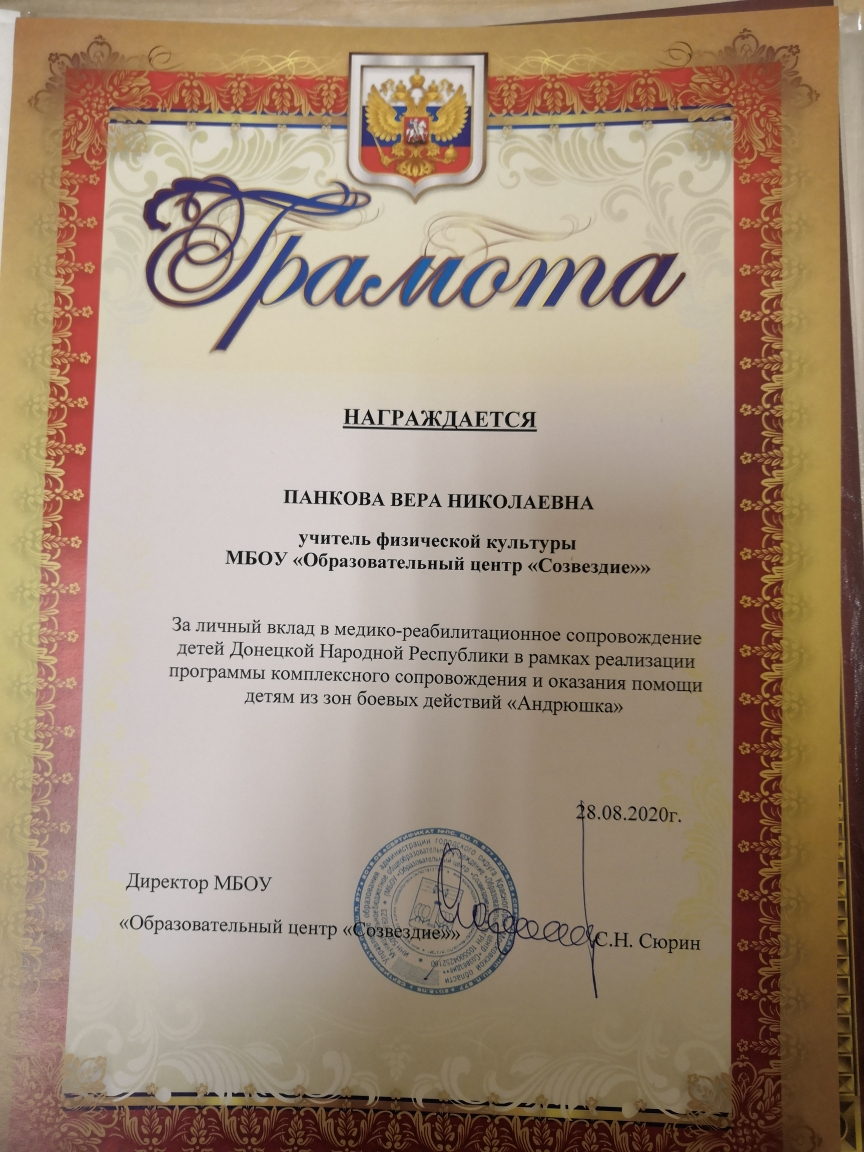 Грамота
НАГРАЖДАЕТСЯ
ПАНКОВА ВЕРА НИКОЛАЕВНА
учитель физической культуры
МБОУ «Образовательный центр «Созвездие»»
За личный вклад в медико-реабилитационное сопровождение
детей Донецкой Народной Республики в рамках реализации
программы комплексного сопровождения и оказания помощи
детям из зон боевых действий «Андрюшка»
28.08.2020г.
Директор МБОУ
«Образовательный центр «Созвездие»»
С.Н. Сюрин